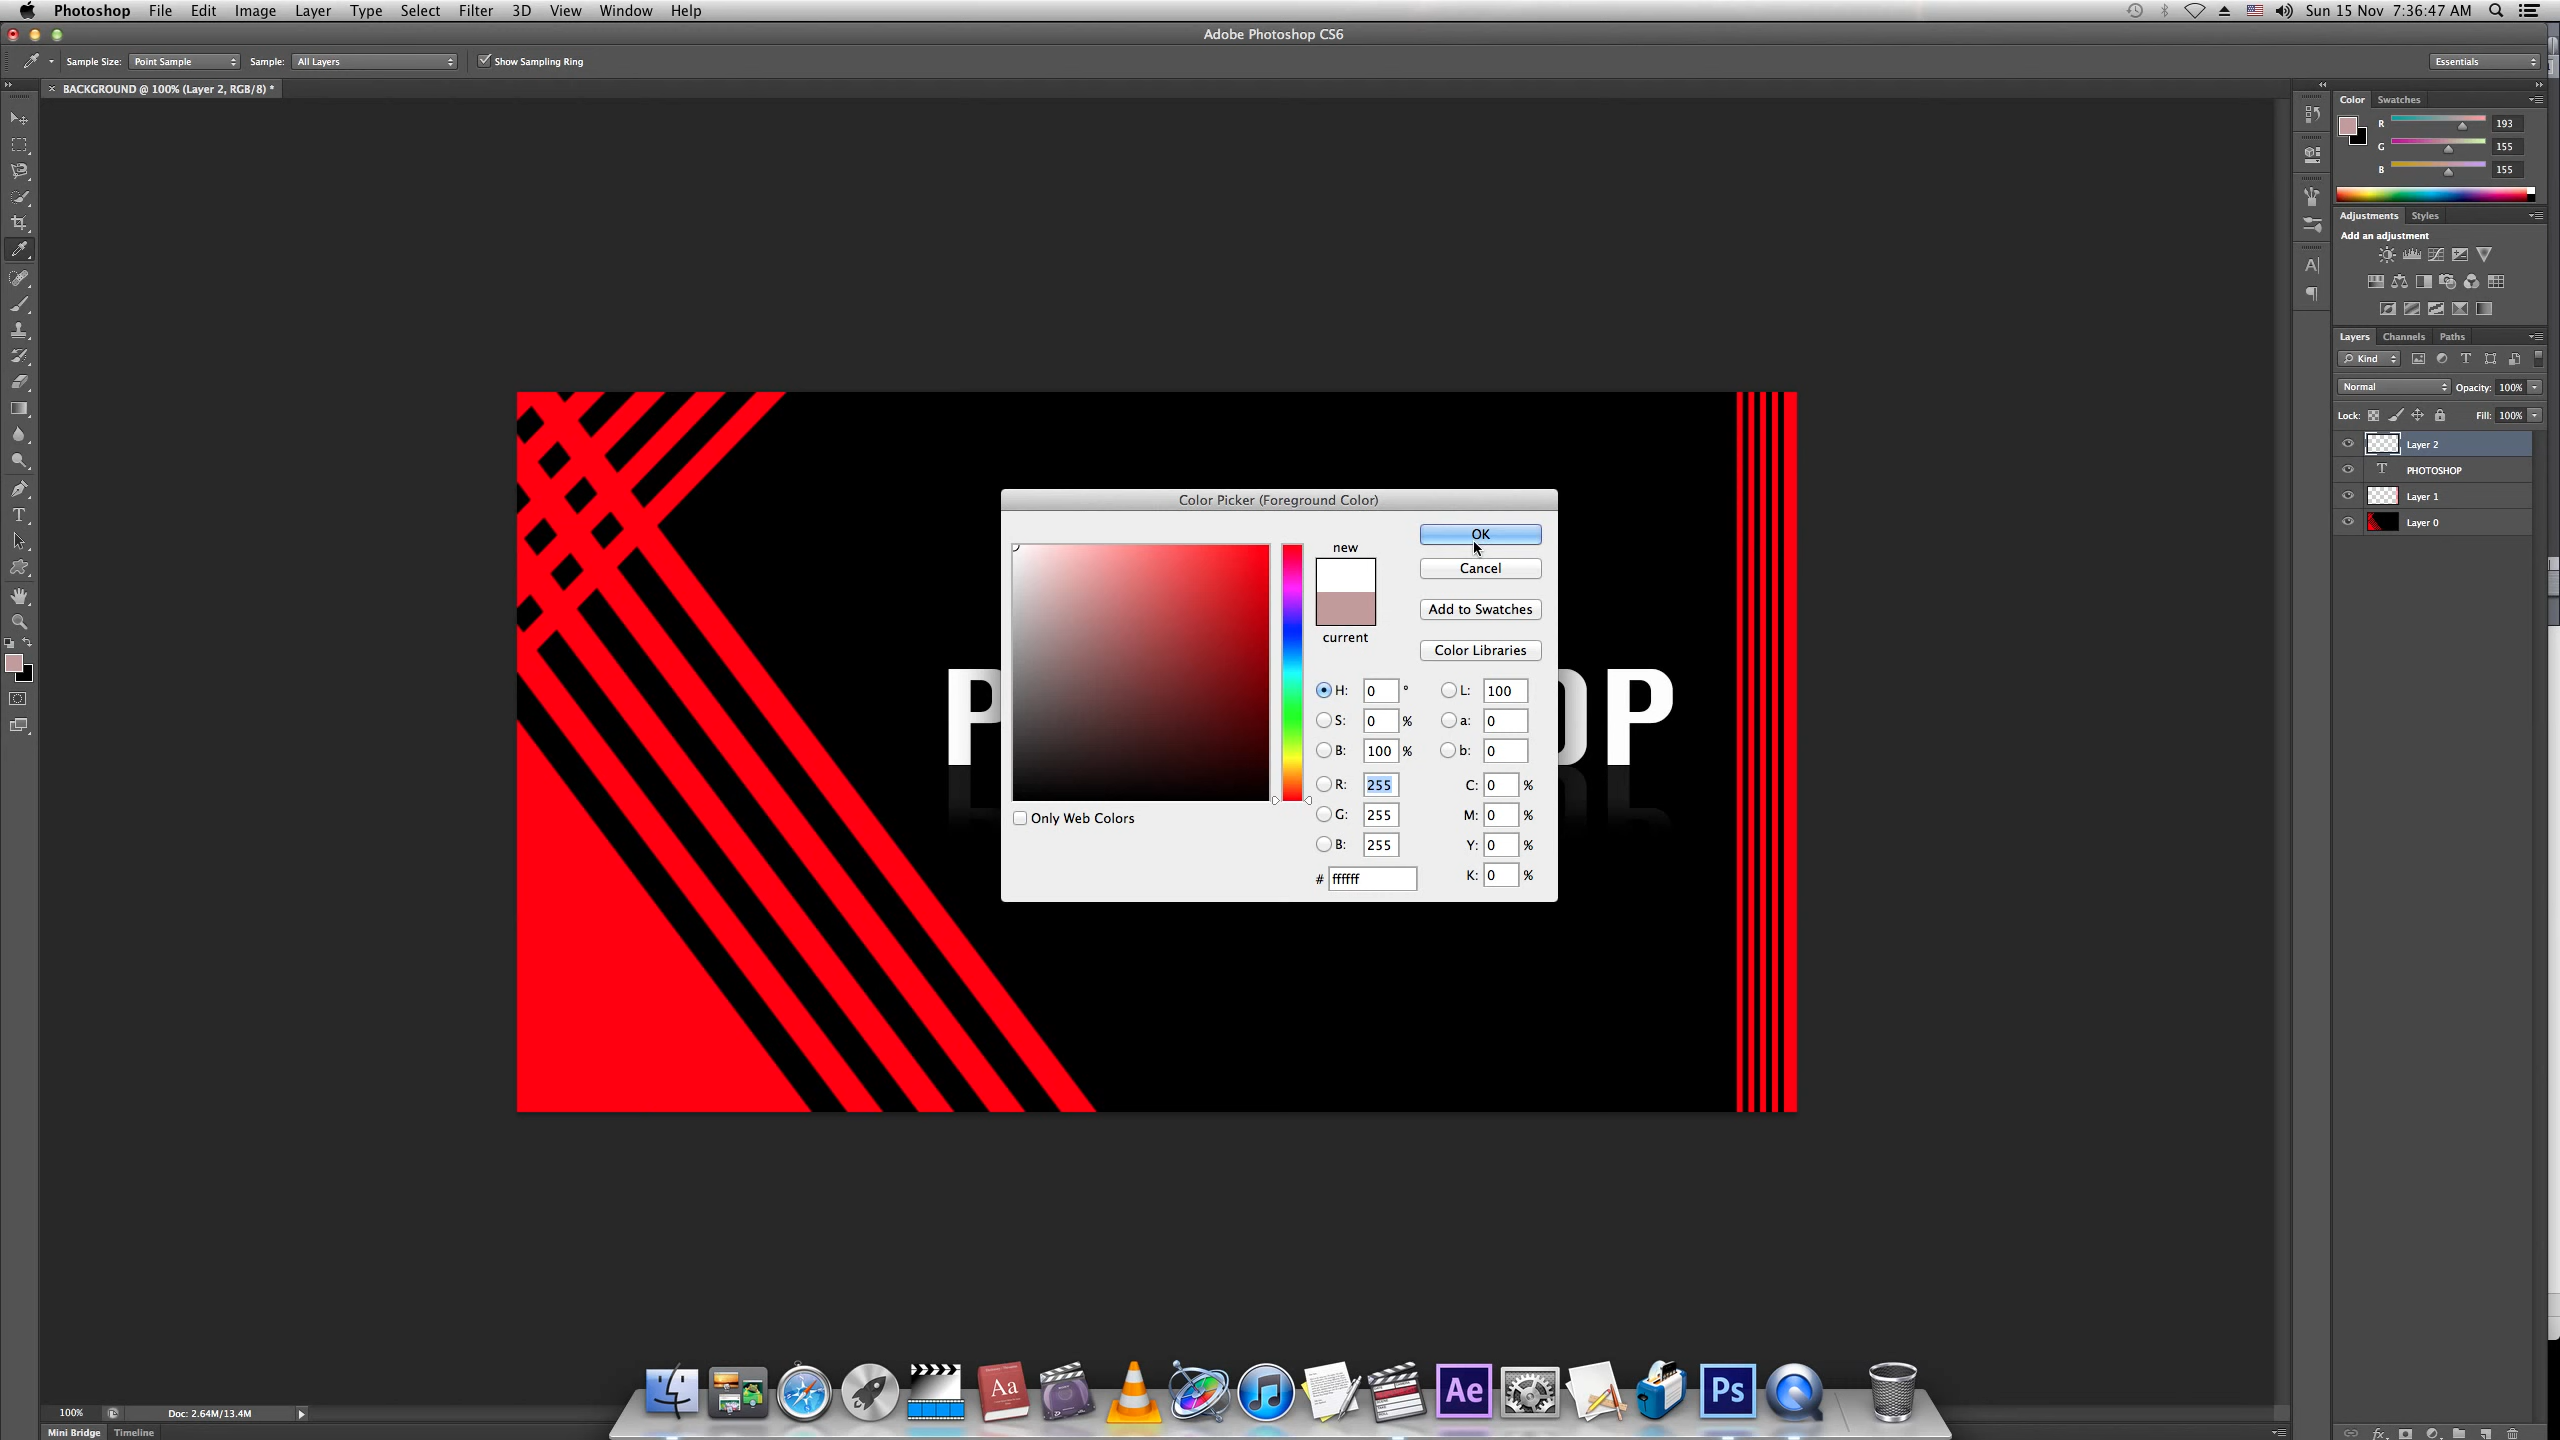 Photoshop File Edit Image Layer Type Select Filter 3D View Window Help Sun 15 Nov 7:36:47 AM
Adobe Photoshop CS6
Sample Size: Point Sample Sample: All Layers Show Sampling Ring Essentials
BACKGROUND @ 100% (Layer 2, RGB/8) *
Color Swatches
R 193
G 155
B 155
Adjustments Styles
Add an adjustment
Layers Channels Paths
Kind
Normal Opacity: 100%
Lock: Fill: 100%
Layer 2
PHOTOSHOP
Layer 1
Layer 0
Color Picker (Foreground Color)
new
current
OK
Cancel
Add to Swatches
Color Libraries
H: 0 ° L: 100
S: 0 % a: 0
B: 100 % b: 0
R: 255 C: 0 %
G: 255 M: 0 %
B: 255 Y: 0 %
# ffffff K: 0 %
Only Web Colors
P OP
Aa
Ae
Ps
100% Doc: 2.64M/13.4M
Mini Bridge Timeline